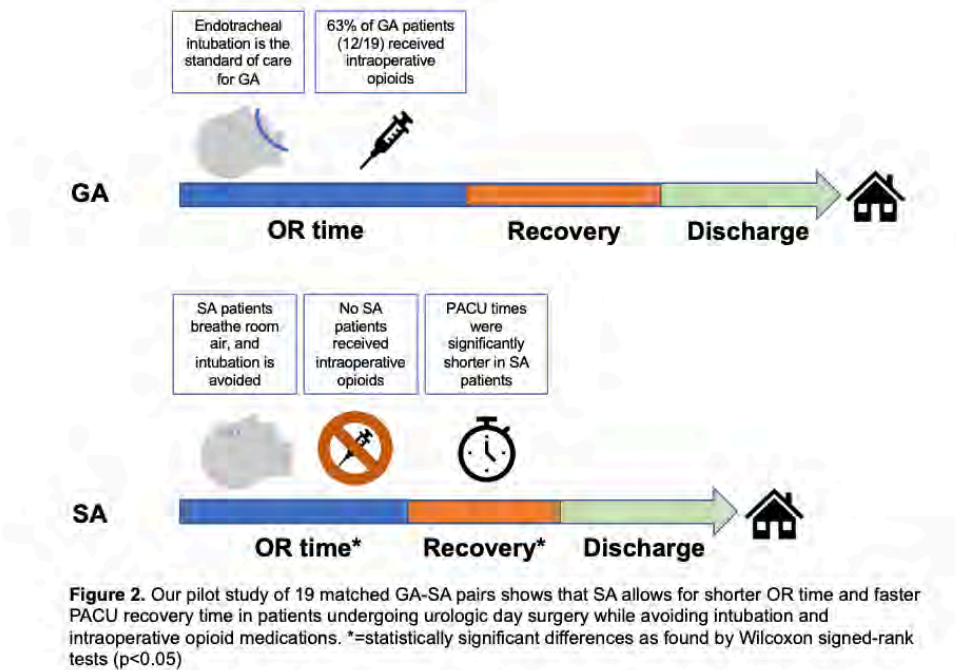 Endotracheal
intubation is the
standard of care
for GA
63% of GA patients
(12/19) received
intraoperative
opioids
GA
OR time
Recovery
Discharge
SA patients
breathe room
air, and
intubation is
avoided
No SA
patients
received
intraoperative
opioids
PACU times
were
significantly
shorter in SA
patients
SA
OR time*
Recovery*
Discharge
Figure 2. Our pilot study of 19 matched GA-SA pairs shows that SA allows for shorter OR time and faster
PACU recovery time in patients undergoing urologic day surgery while avoiding intubation and
intraoperative opioid medications. *=statistically significant differences as found by Wilcoxon signed-rank
tests (p<0.05)